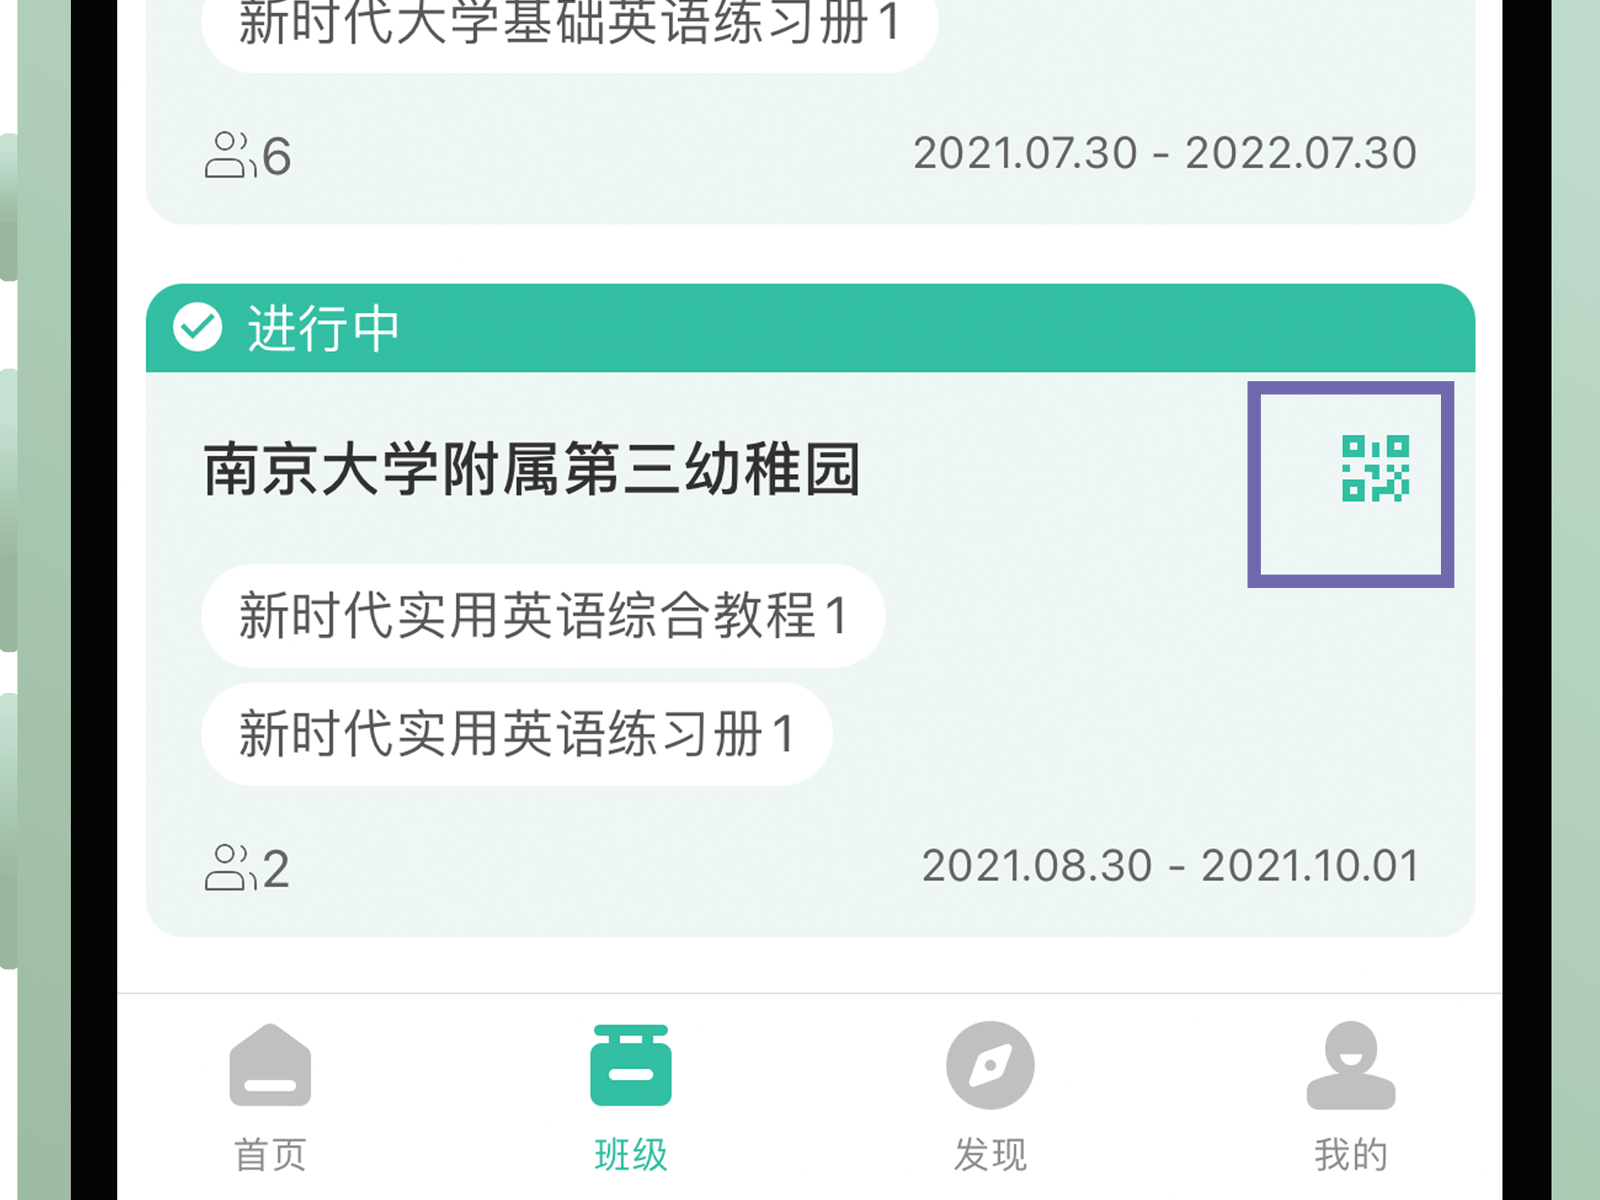 新时代大学基础英语练习册1
6
2021.07.30 - 2022.07.30
进行中
南京大学附属第三幼稚园
新时代实用英语综合教程1
新时代实用英语练习册1
2
2021.08.30 - 2021.10.01
首页
班级
发现
我的